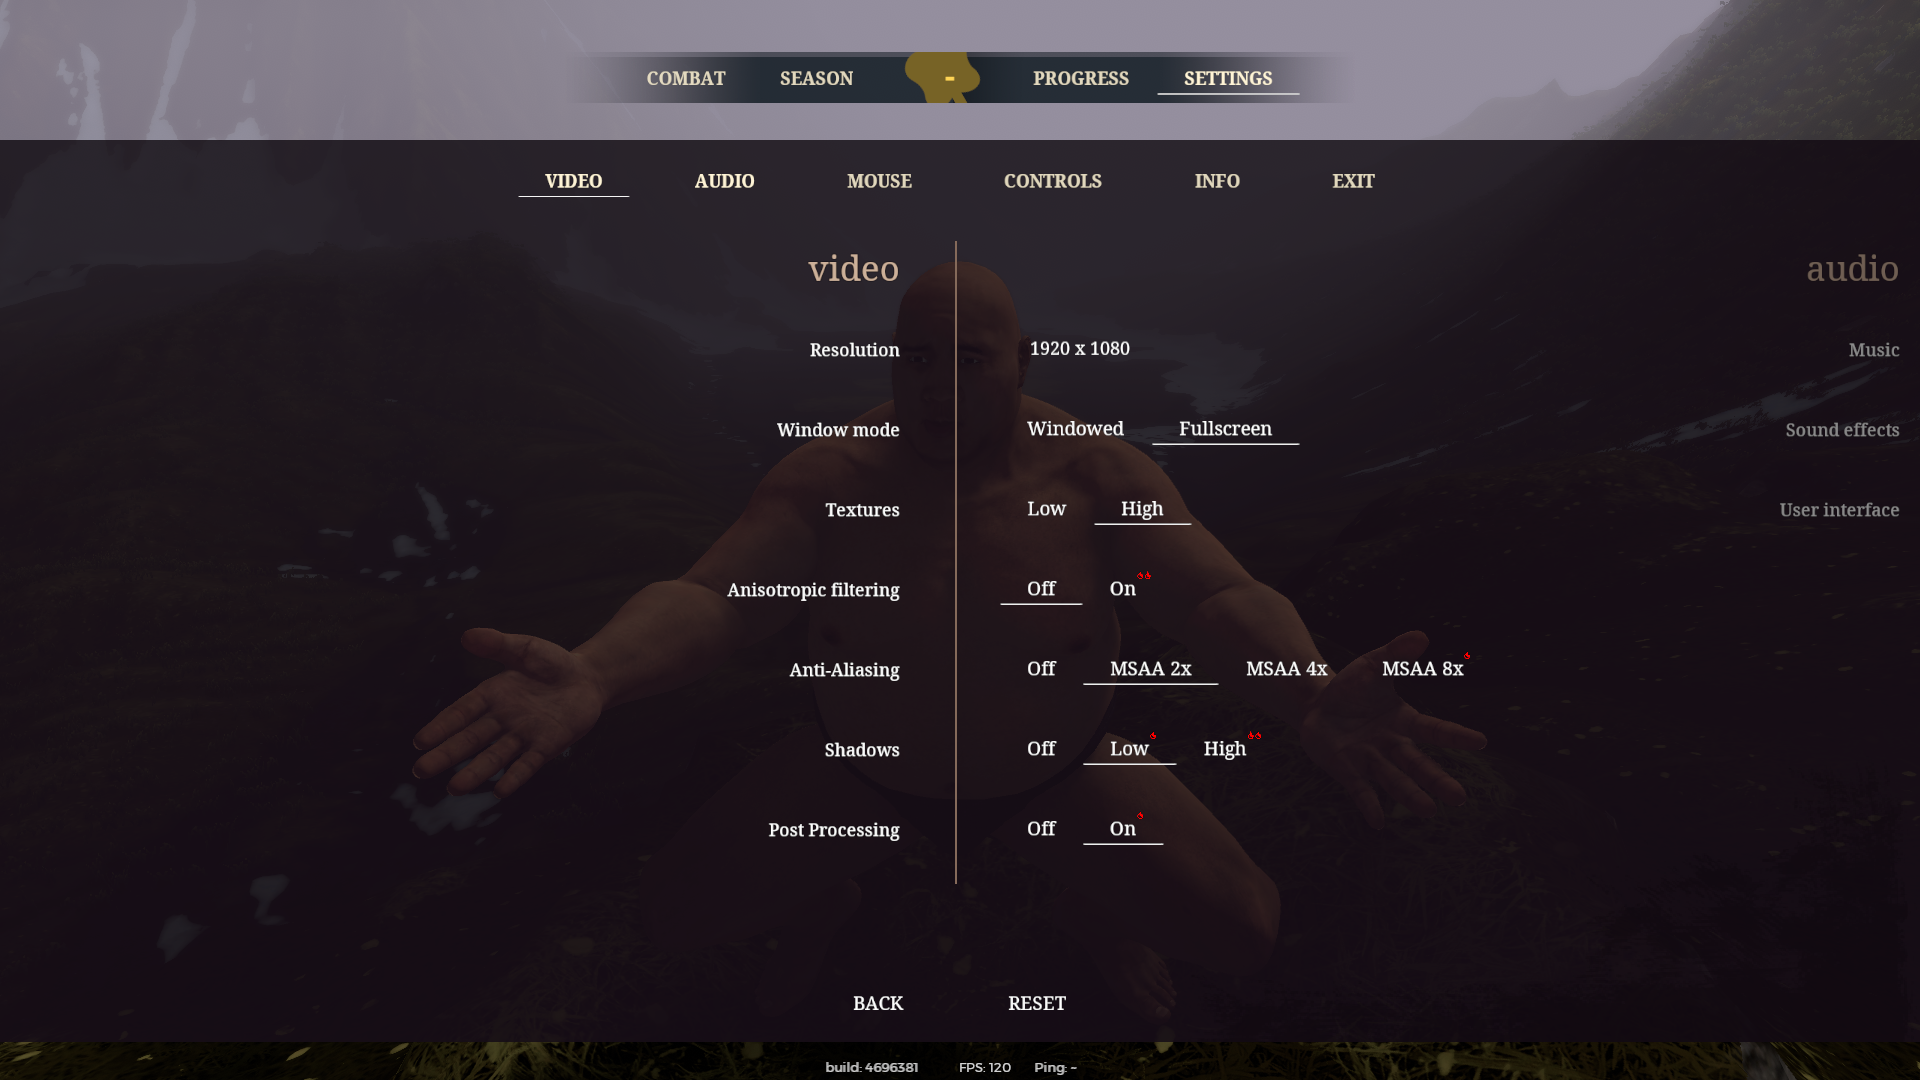 COMBAT SEASON - PROGRESS SETTINGS
VIDEO AUDIO MOUSE CONTROLS INFO EXIT
video audio
Resolution 1920 x 1080 Music
Window mode Windowed Fullscreen Sound effects
Textures Low High User interface
Anisotropic filtering Off On
Anti-Aliasing Off MSAA 2x MSAA 4x MSAA 8x
Shadows Off Low High
Post Processing Off On
BACK RESET
build: 4696381 FPS: 120 Ping: -